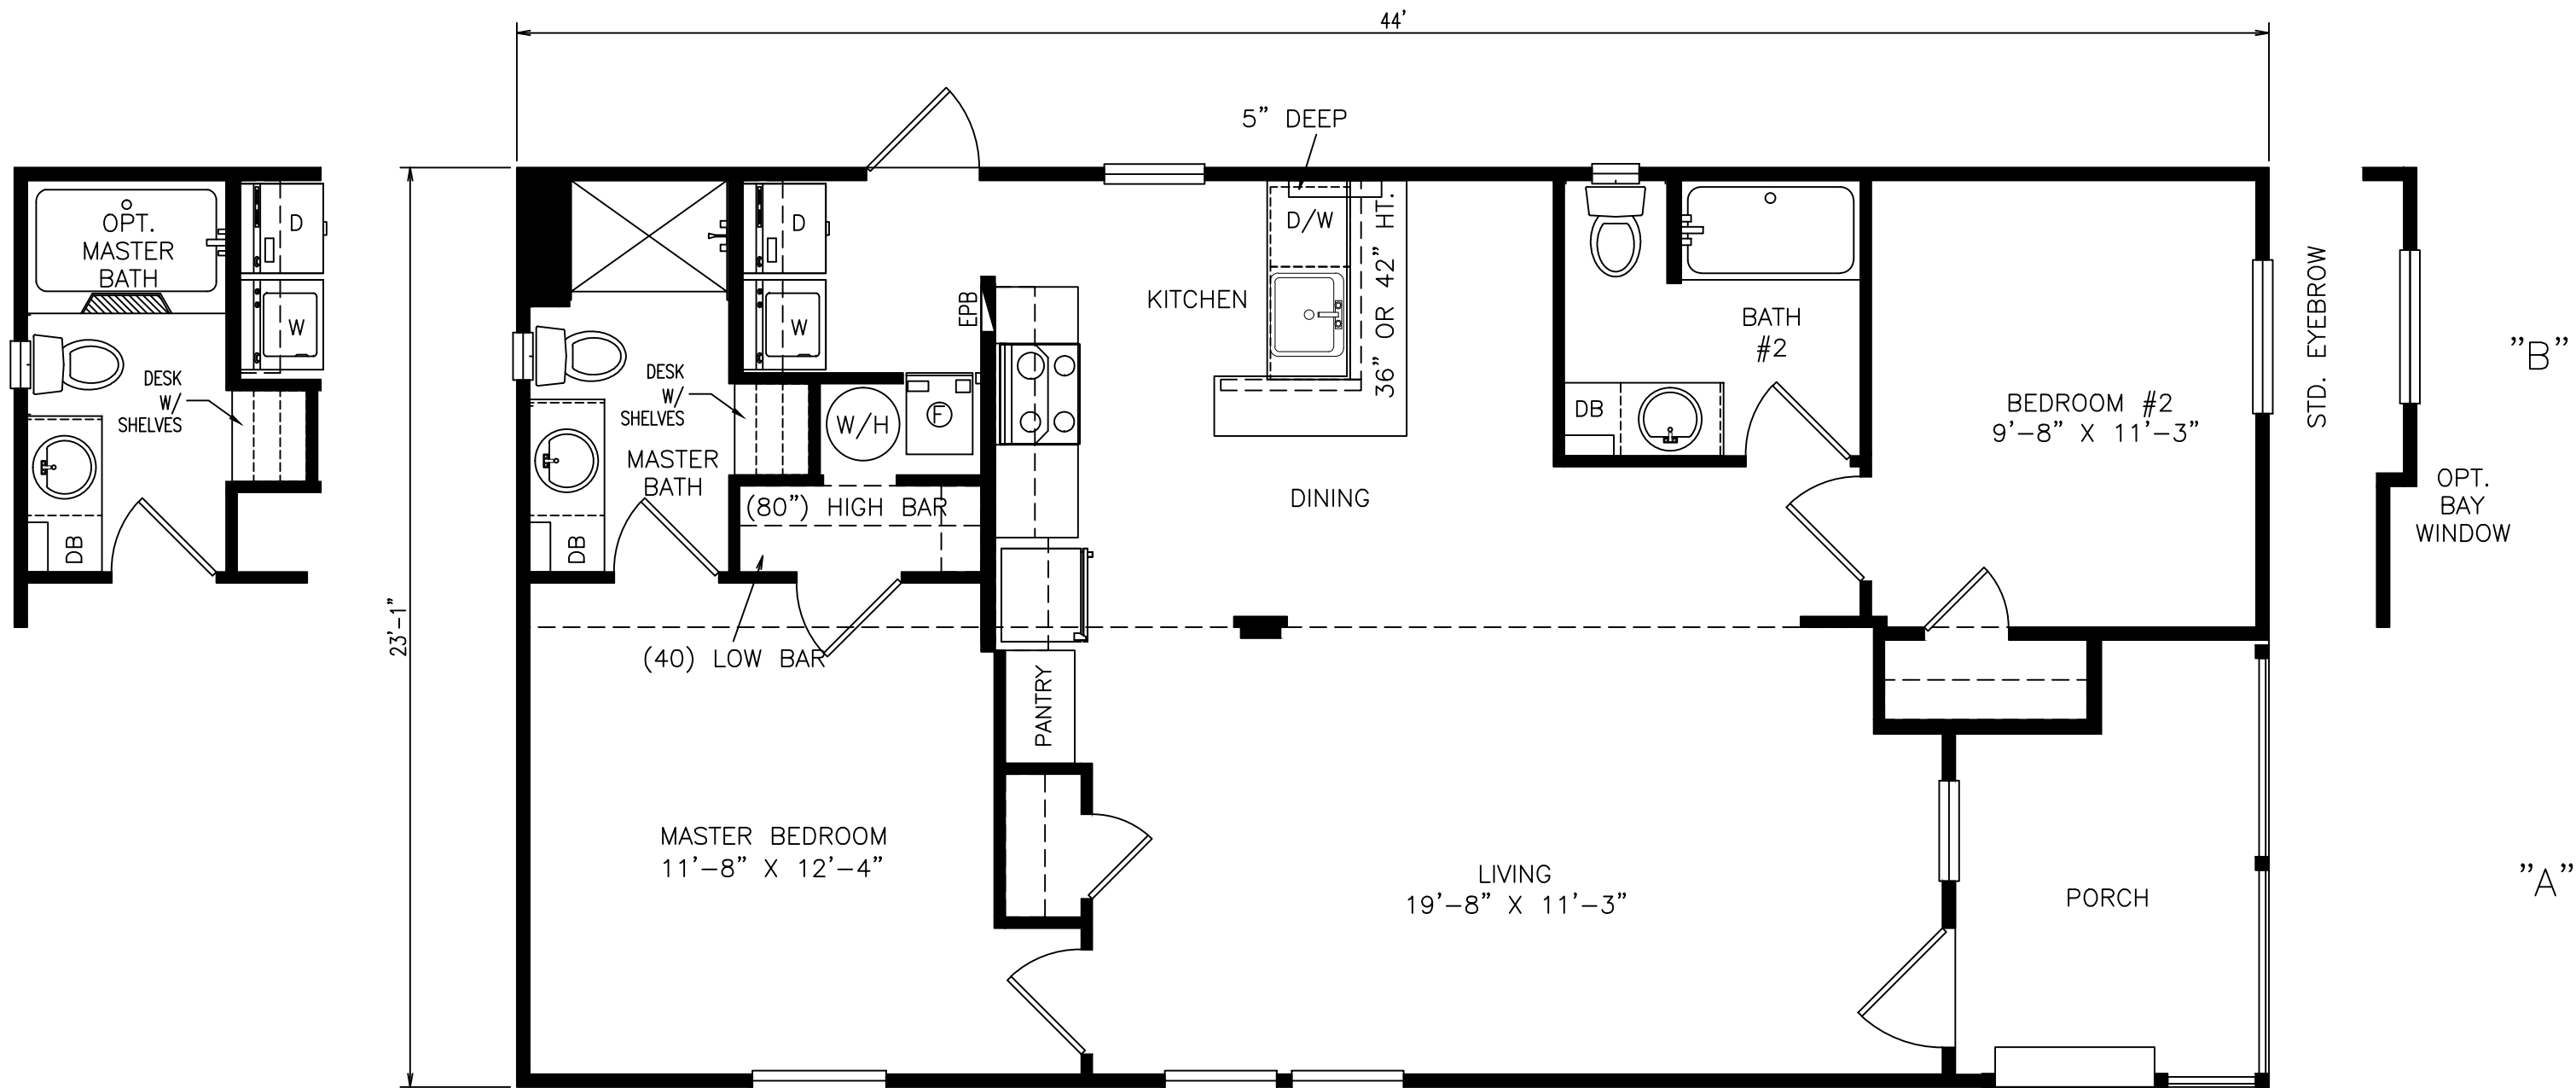 44'
5" DEEP
OPT.
MASTER
BATH
D
W
DESK
W/
SHELVES
DB
23'-1"
D
W
DESK
W/
SHELVES
MASTER
BATH
DB
W/H
F
EPB
(80") HIGH BAR
(40) LOW BAR
KITCHEN
D/W
36" OR 42" HT.
DINING
BATH
#2
DB
BEDROOM #2
9'-8" X 11'-3"
STD. EYEBROW
"B"
OPT.
BAY
WINDOW
PANTRY
MASTER BEDROOM
11'-8" X 12'-4"
LIVING
19'-8" X 11'-3"
PORCH
"A"